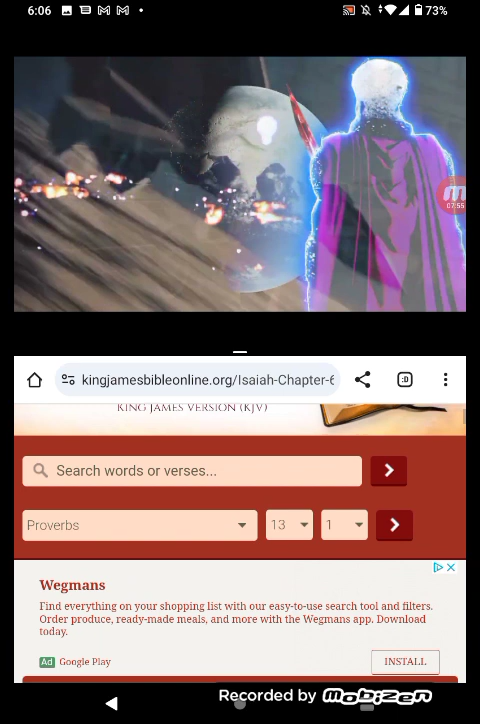 6:06
73%
07:55
kingjamesbibleonline.org/Isaiah-Chapter-6
:D
KING JAMES VERSION (KJV)
Search words or verses...
Proverbs 13 1
Wegmans
Find everything on your shopping list with our easy-to-use search tool and filters.
Order produce, ready-made meals, and more with the Wegmans app. Download
today.
Ad Google Play
INSTALL
Recorded by Mobizen